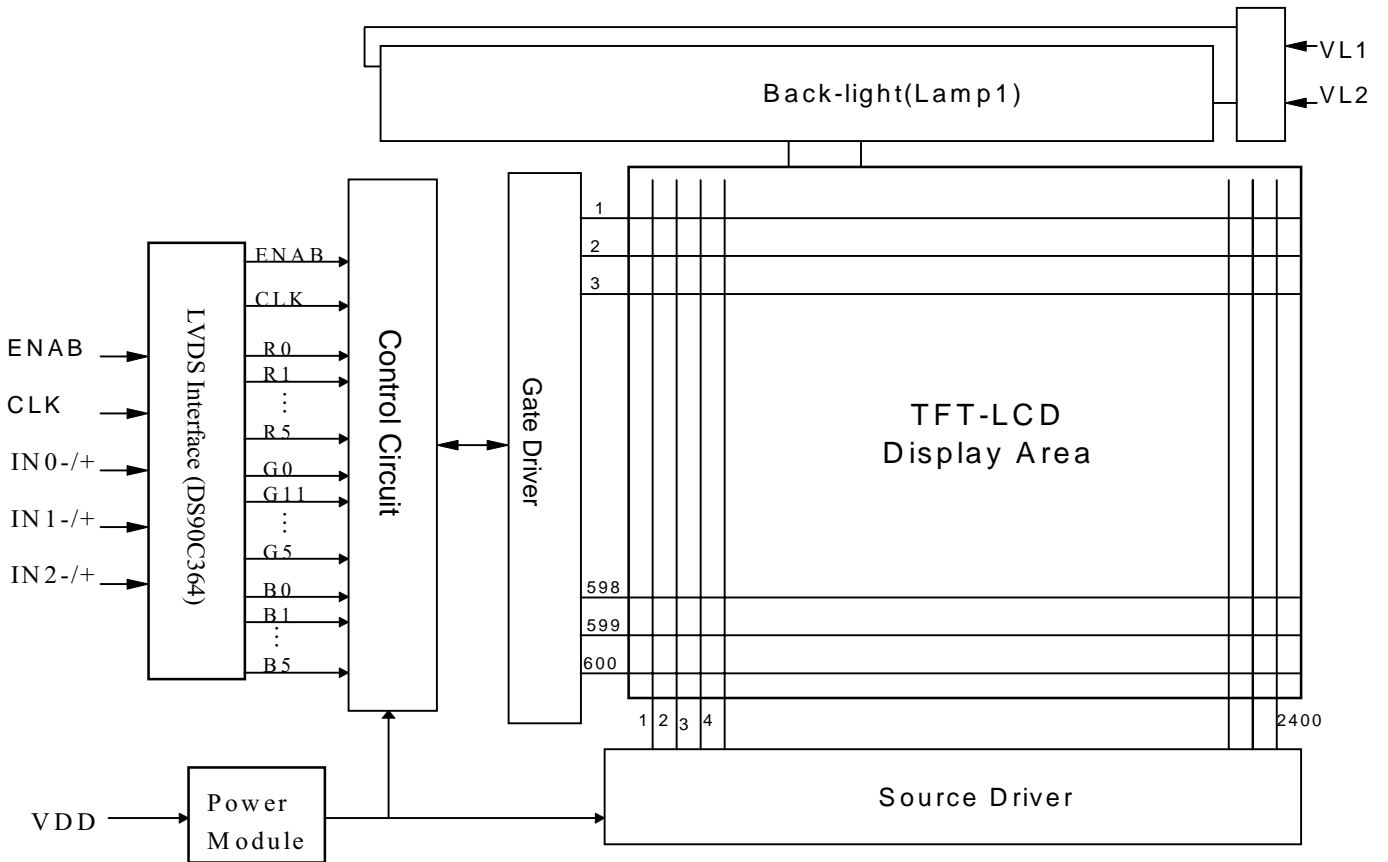 VL1
Back-light(Lamp1)
VL2
ENAB
CLK
IN0-/+
IN1-/+
IN2-/+
LVDS Interface (DS90C364)
ENAB
CLK
R0
R1
⋮
R5
G0
G11
⋮
G5
B0
B1
⋮
B5
Control Circuit
Gate Driver
1
2
3
TFT-LCD
Display Area
598
599
600
1 2 3 4 2400
Source Driver
VDD
Power
Module